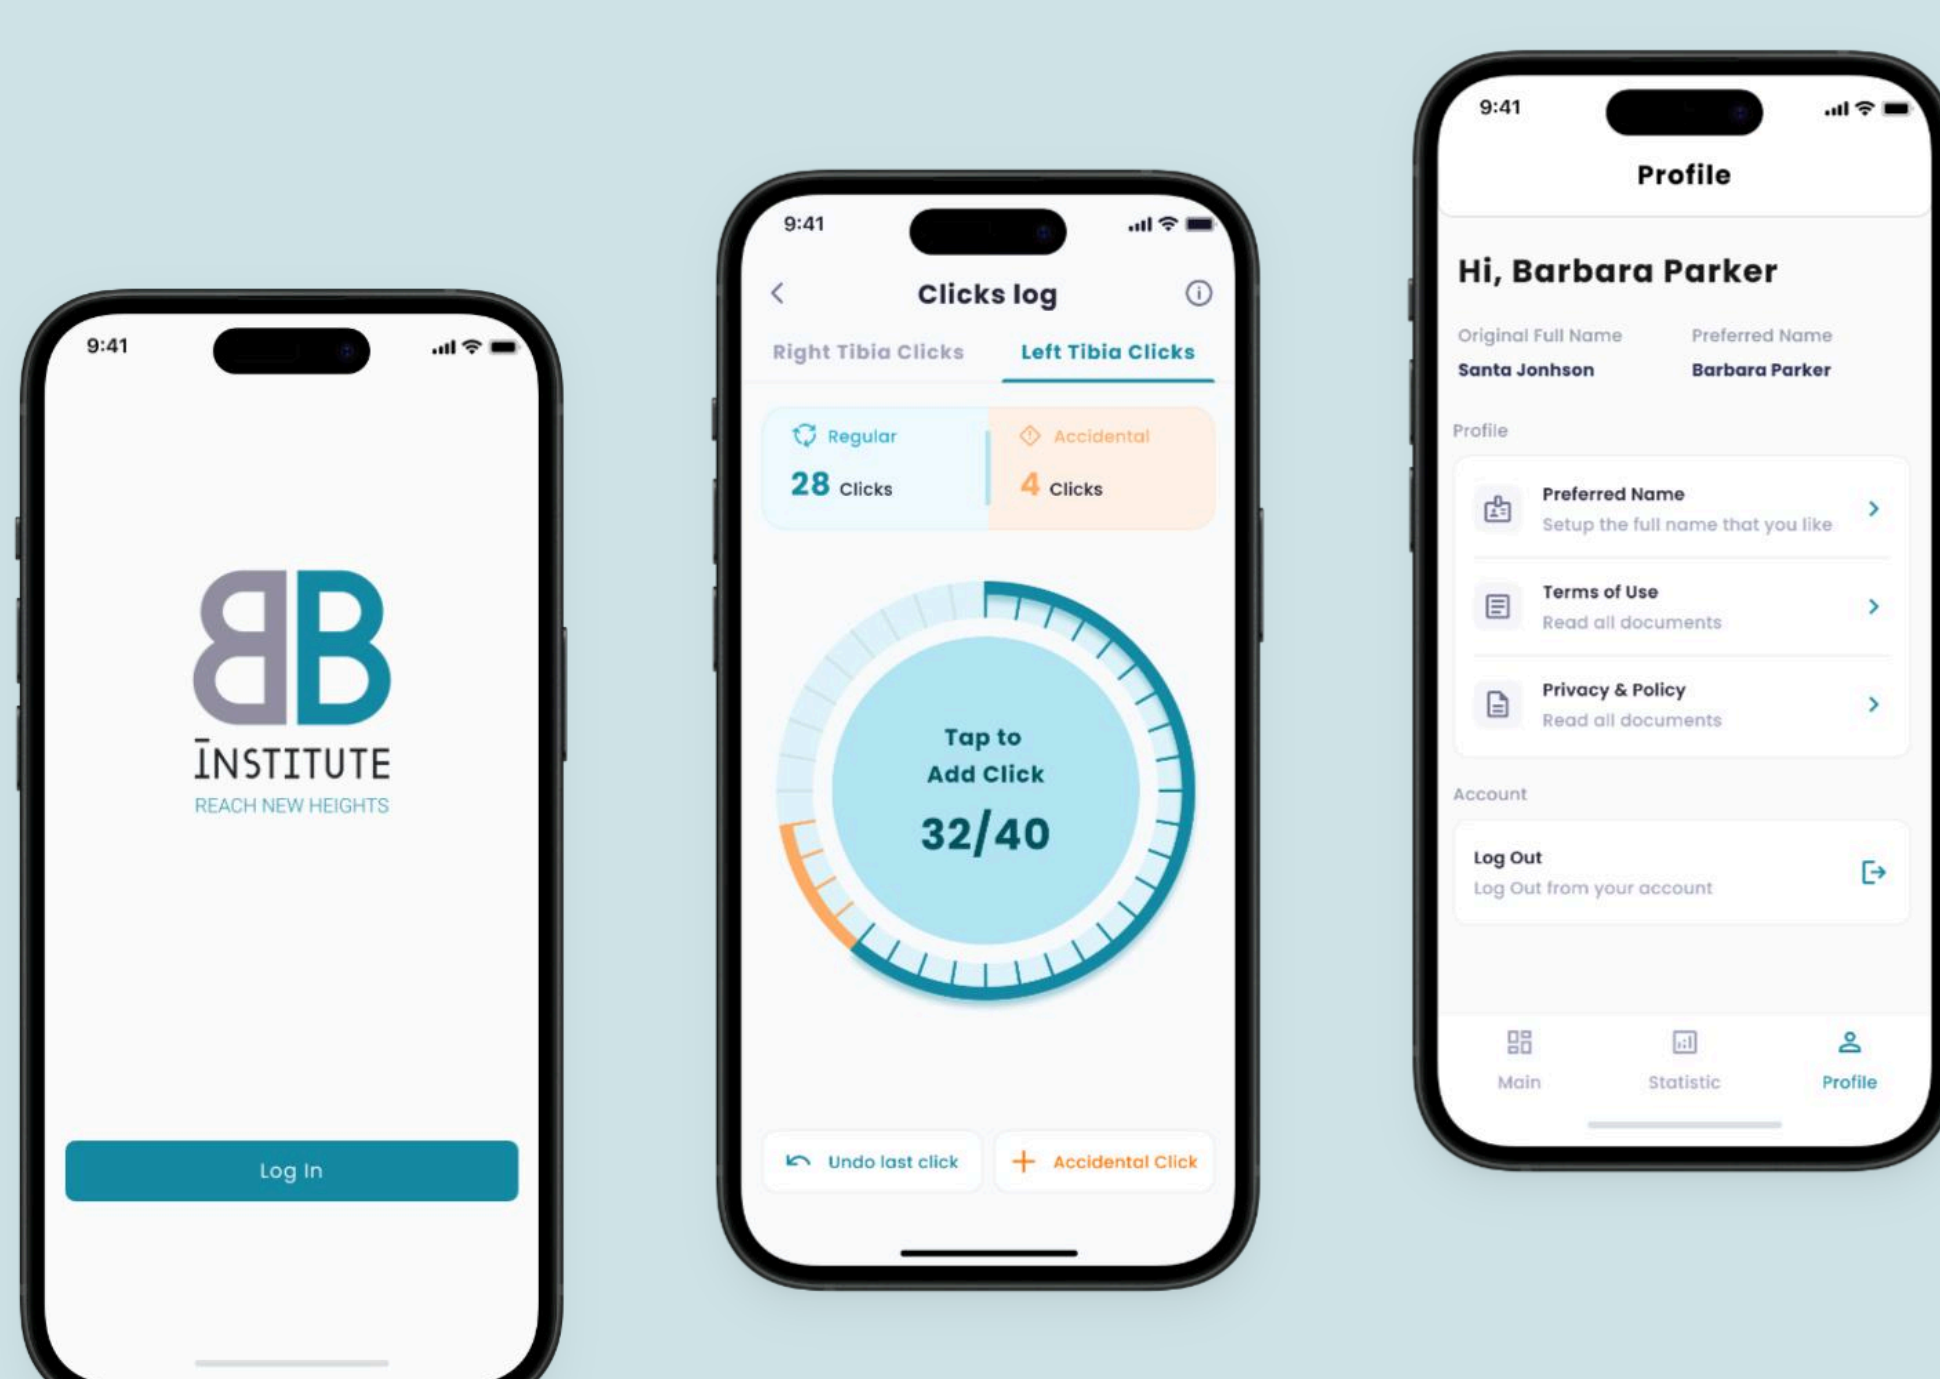 9:41
BB
ĪNSTITUTE
REACH NEW HEIGHTS
Log In
9:41
Clicks log
Right Tibia Clicks
Left Tibia Clicks
Regular
28 Clicks
Accidental
4 Clicks
Tap to
Add Click
32/40
Undo last click
Accidental Click
9:41
Profile
Hi, Barbara Parker
Original Full Name
Santa Jonhson
Preferred Name
Barbara Parker
Profile
Preferred Name
Setup the full name that you like
Terms of Use
Read all documents
Privacy & Policy
Read all documents
Account
Log Out
Log Out from your account
Main
Statistic
Profile